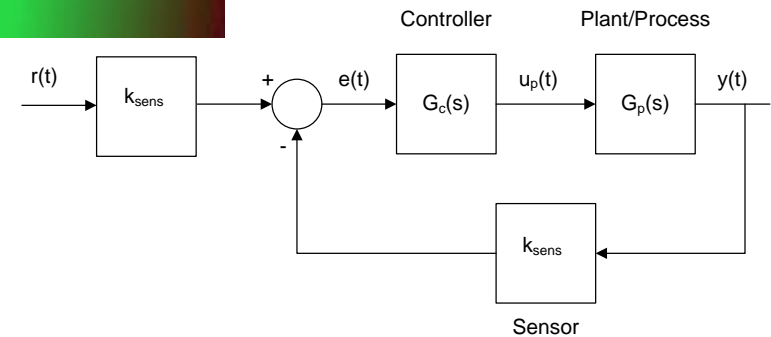 Controller
Plant/Process
r(t)
k_sens
+
-
e(t)
G_c(s)
u_p(t)
G_p(s)
y(t)
k_sens
Sensor